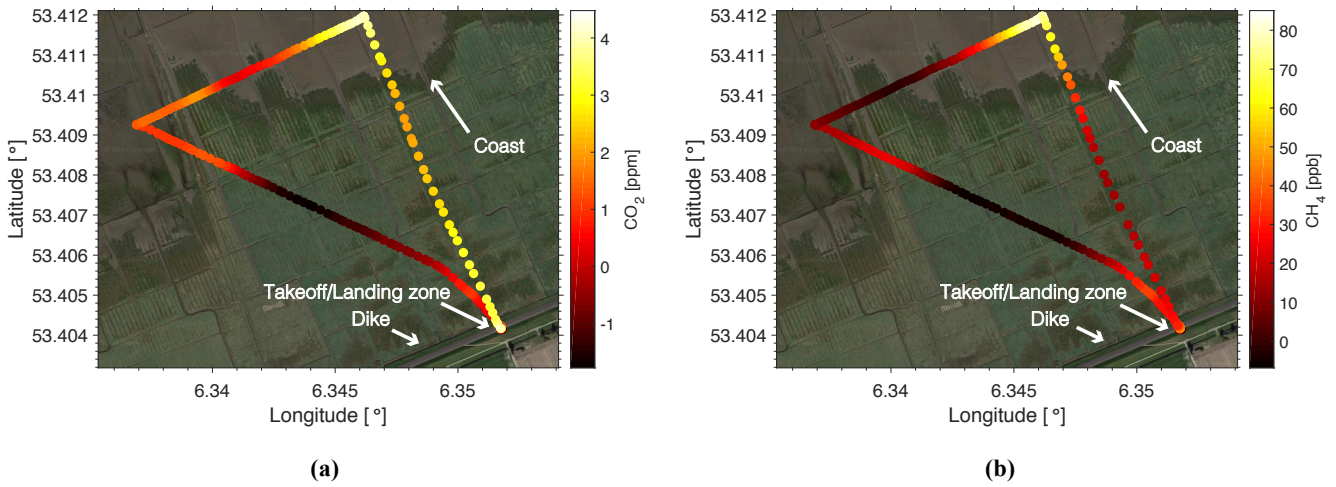 53.412
53.411
53.41
53.409
53.408
53.407
53.406
53.405
53.404
Latitude [ °]
6.34
6.345
6.35
Longitude [ °]
Coast
Takeoff/Landing zone
Dike
4
3
2
1
0
-1
CO2 [ppm]
(a)
53.412
53.411
53.41
53.409
53.408
53.407
53.406
53.405
53.404
Latitude [ °]
6.34
6.345
6.35
Longitude [ °]
Coast
Takeoff/Landing zone
Dike
80
70
60
50
40
30
20
10
0
CH4 [ppb]
(b)